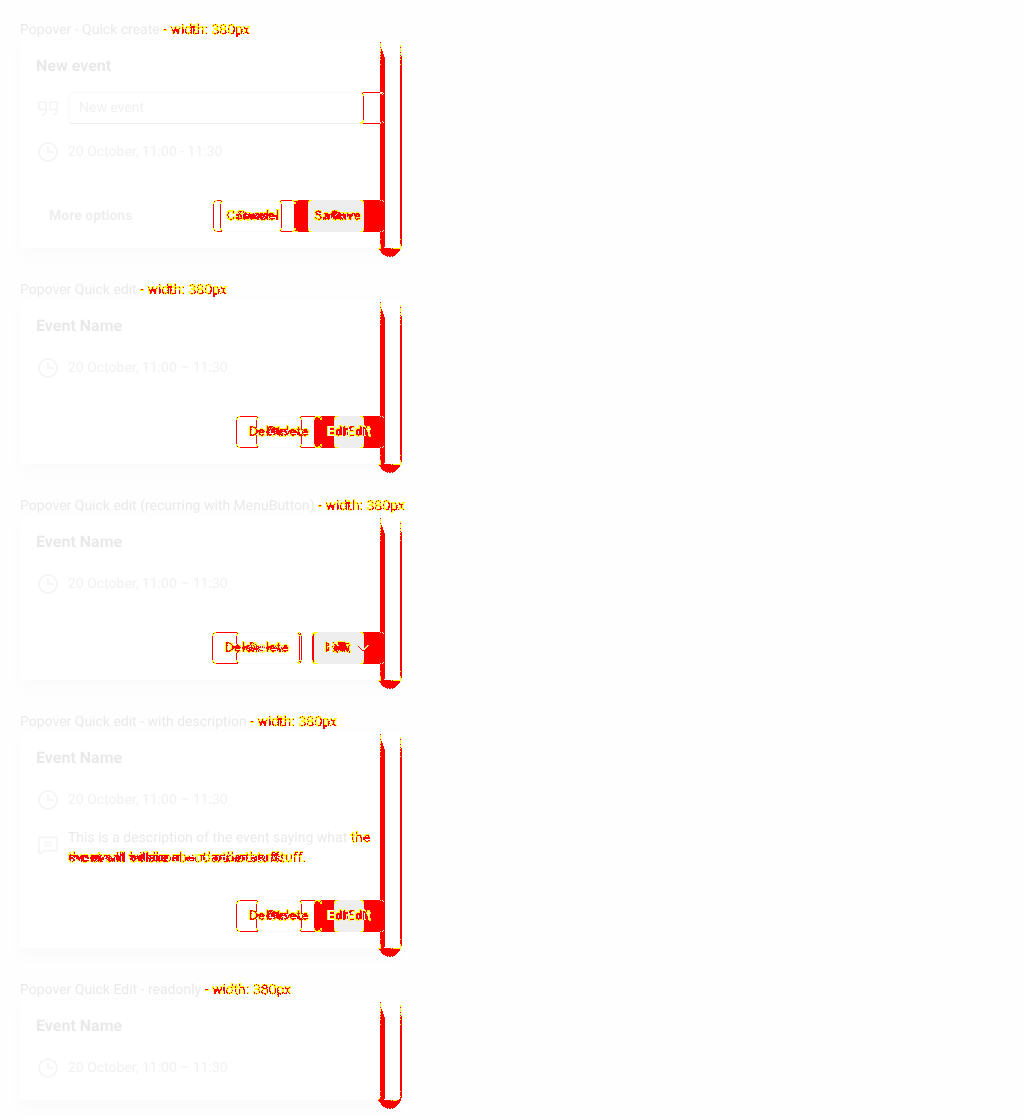 Popover - Quick create - width: 380px
New event
New event
20 October, 11:00 - 11:30
More options
Popover Quick edit - width: 380px
Event Name
20 October, 11:00 – 11:30
Popover Quick edit (recurring with MenuButton) - width: 380px
Event Name
20 October, 11:00 – 11:30
Popover Quick edit - with description - width: 380px
Event Name
20 October, 11:00 – 11:30
This is a description of the event saying what the
Popover Quick Edit - readonly - width: 380px
Event Name
20 October, 11:00 – 11:30